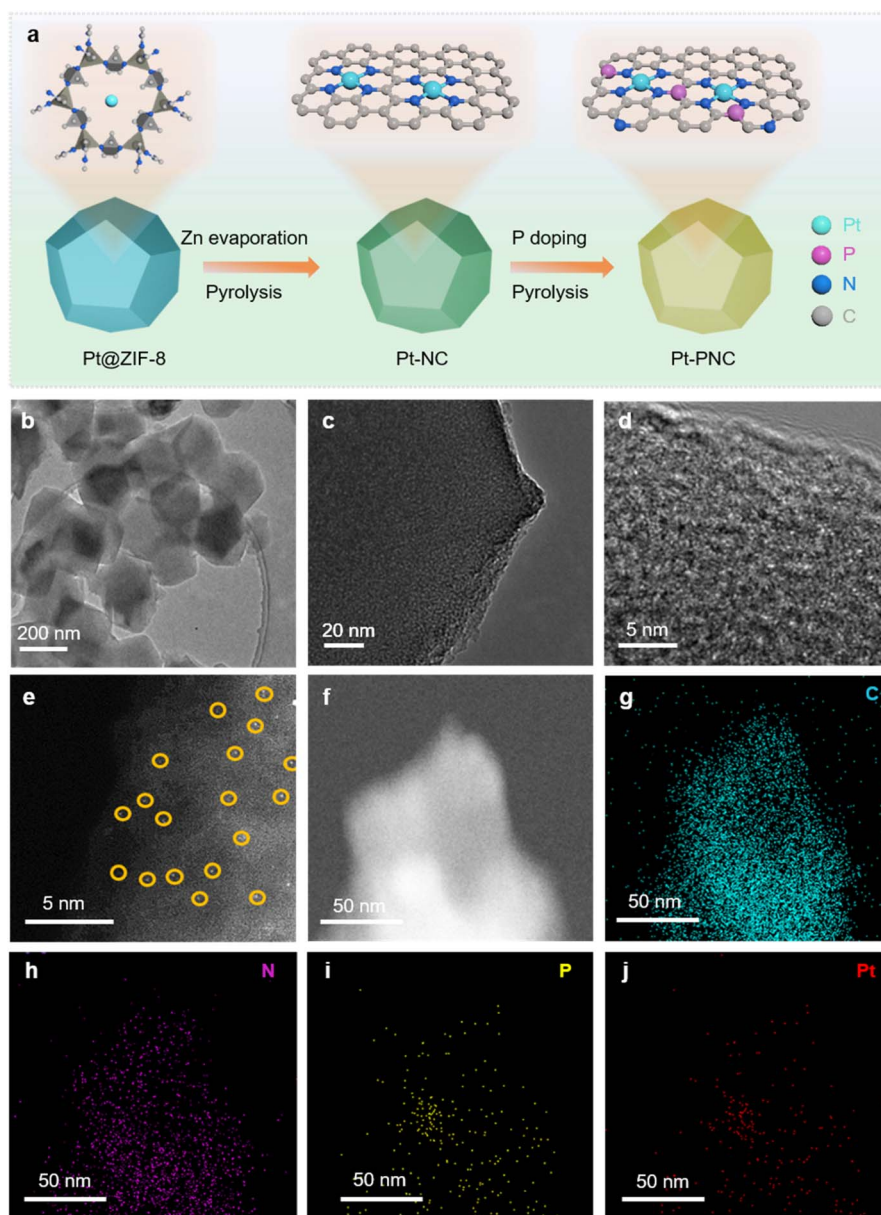 a
Zn evaporation
Pyrolysis
P doping
Pyrolysis
Pt
P
N
C
Pt@ZIF-8
Pt-NC
Pt-PNC
b
200 nm
c
20 nm
d
5 nm
e
5 nm
f
50 nm
g
C
50 nm
h
N
50 nm
i
P
50 nm
j
Pt
50 nm